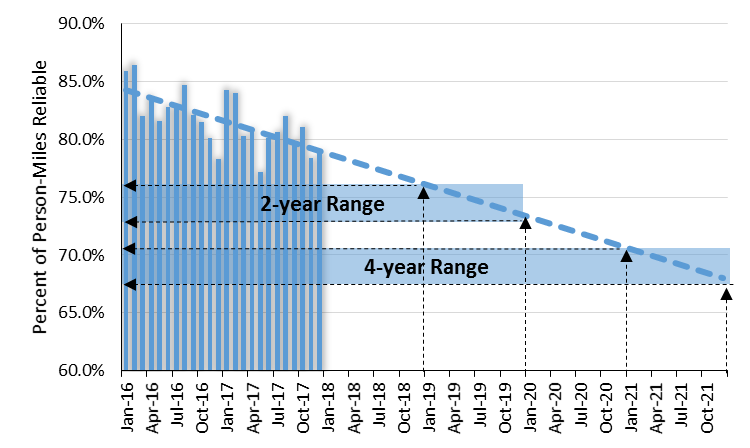 90.0%
85.0%
80.0%
75.0%
70.0%
65.0%
60.0%
Percent of Person-Miles Reliable
2-year Range
4-year Range
Jan-16
Apr-16
Jul-16
Oct-16
Jan-17
Apr-17
Jul-17
Oct-17
Jan-18
Apr-18
Jul-18
Oct-18
Jan-19
Apr-19
Jul-19
Oct-19
Jan-20
Apr-20
Jul-20
Oct-20
Jan-21
Apr-21
Jul-21
Oct-21